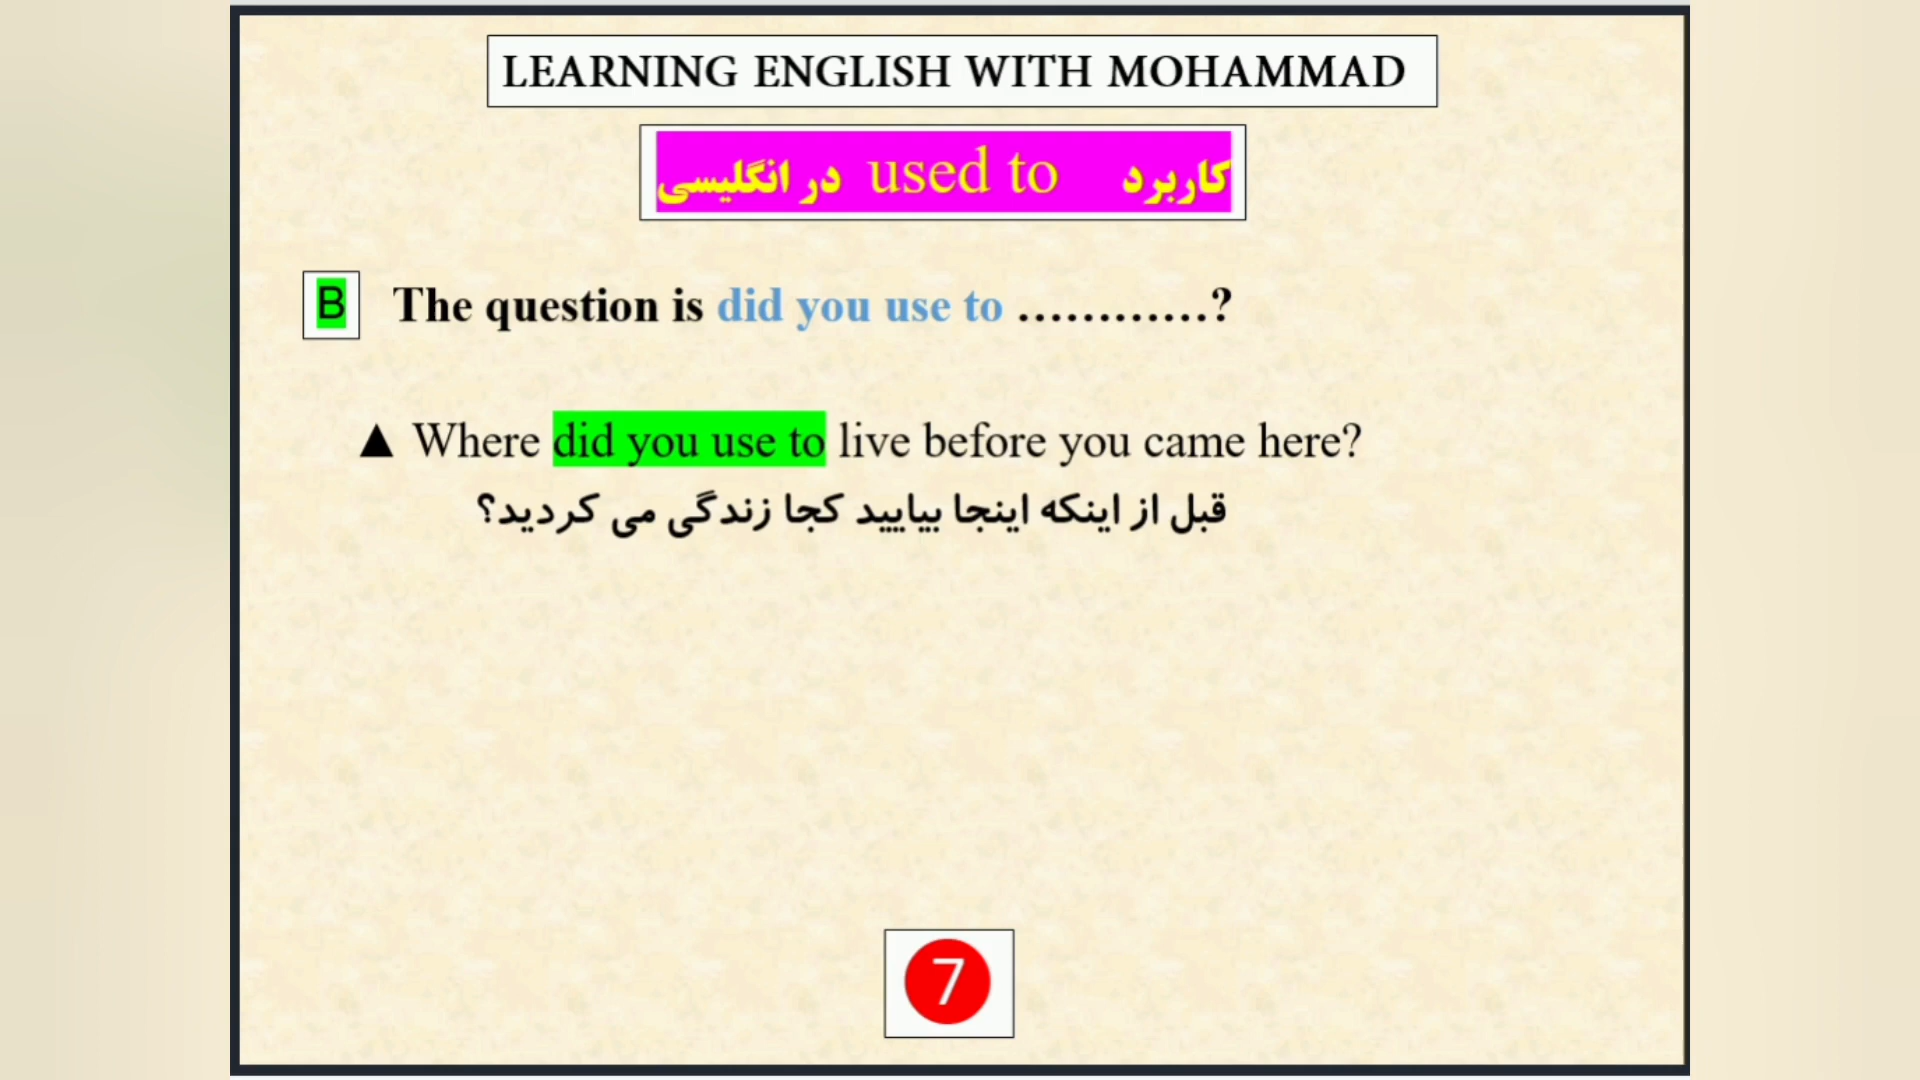 LEARNING ENGLISH WITH MOHAMMAD
کاربرد used to در انگلیسی
B The question is did you use to …………?
▲ Where did you use to live before you came here?
قبل از اینکه اینجا بیایید کجا زندگی می کردید؟
7